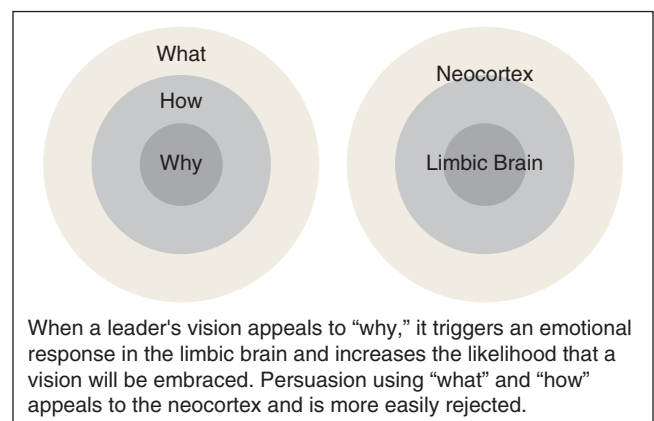 What
How
Why
Neocortex
Limbic Brain
When a leader's vision appeals to “why,” it triggers an emotional
response in the limbic brain and increases the likelihood that a
vision will be embraced. Persuasion using “what” and “how”
appeals to the neocortex and is more easily rejected.